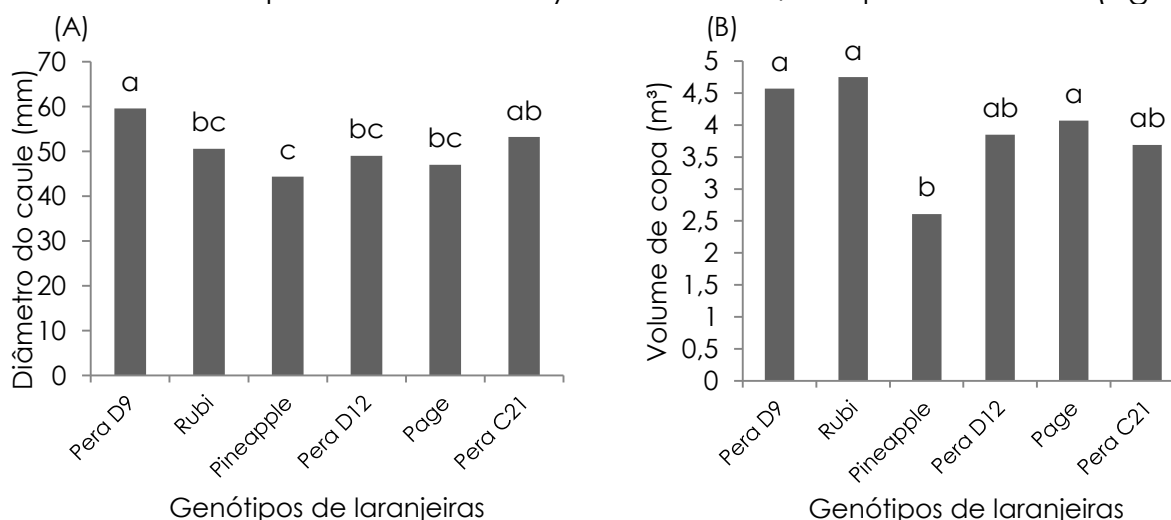 (A)
70
60
50
40
30
20
10
0
Diâmetro do caule (mm)
a
bc
c
bc
bc
ab
Pera D9
Rubi
Pineapple
Pera D12
Page
Pera C21
Genótipos de laranjeiras
(B)
5
4,5
4
3,5
3
2,5
2
1,5
1
0,5
0
Volume de copa (m³)
a
a
b
ab
a
ab
Pera D9
Rubi
Pineapple
Pera D12
Page
Pera C21
Genótipos de laranjeiras